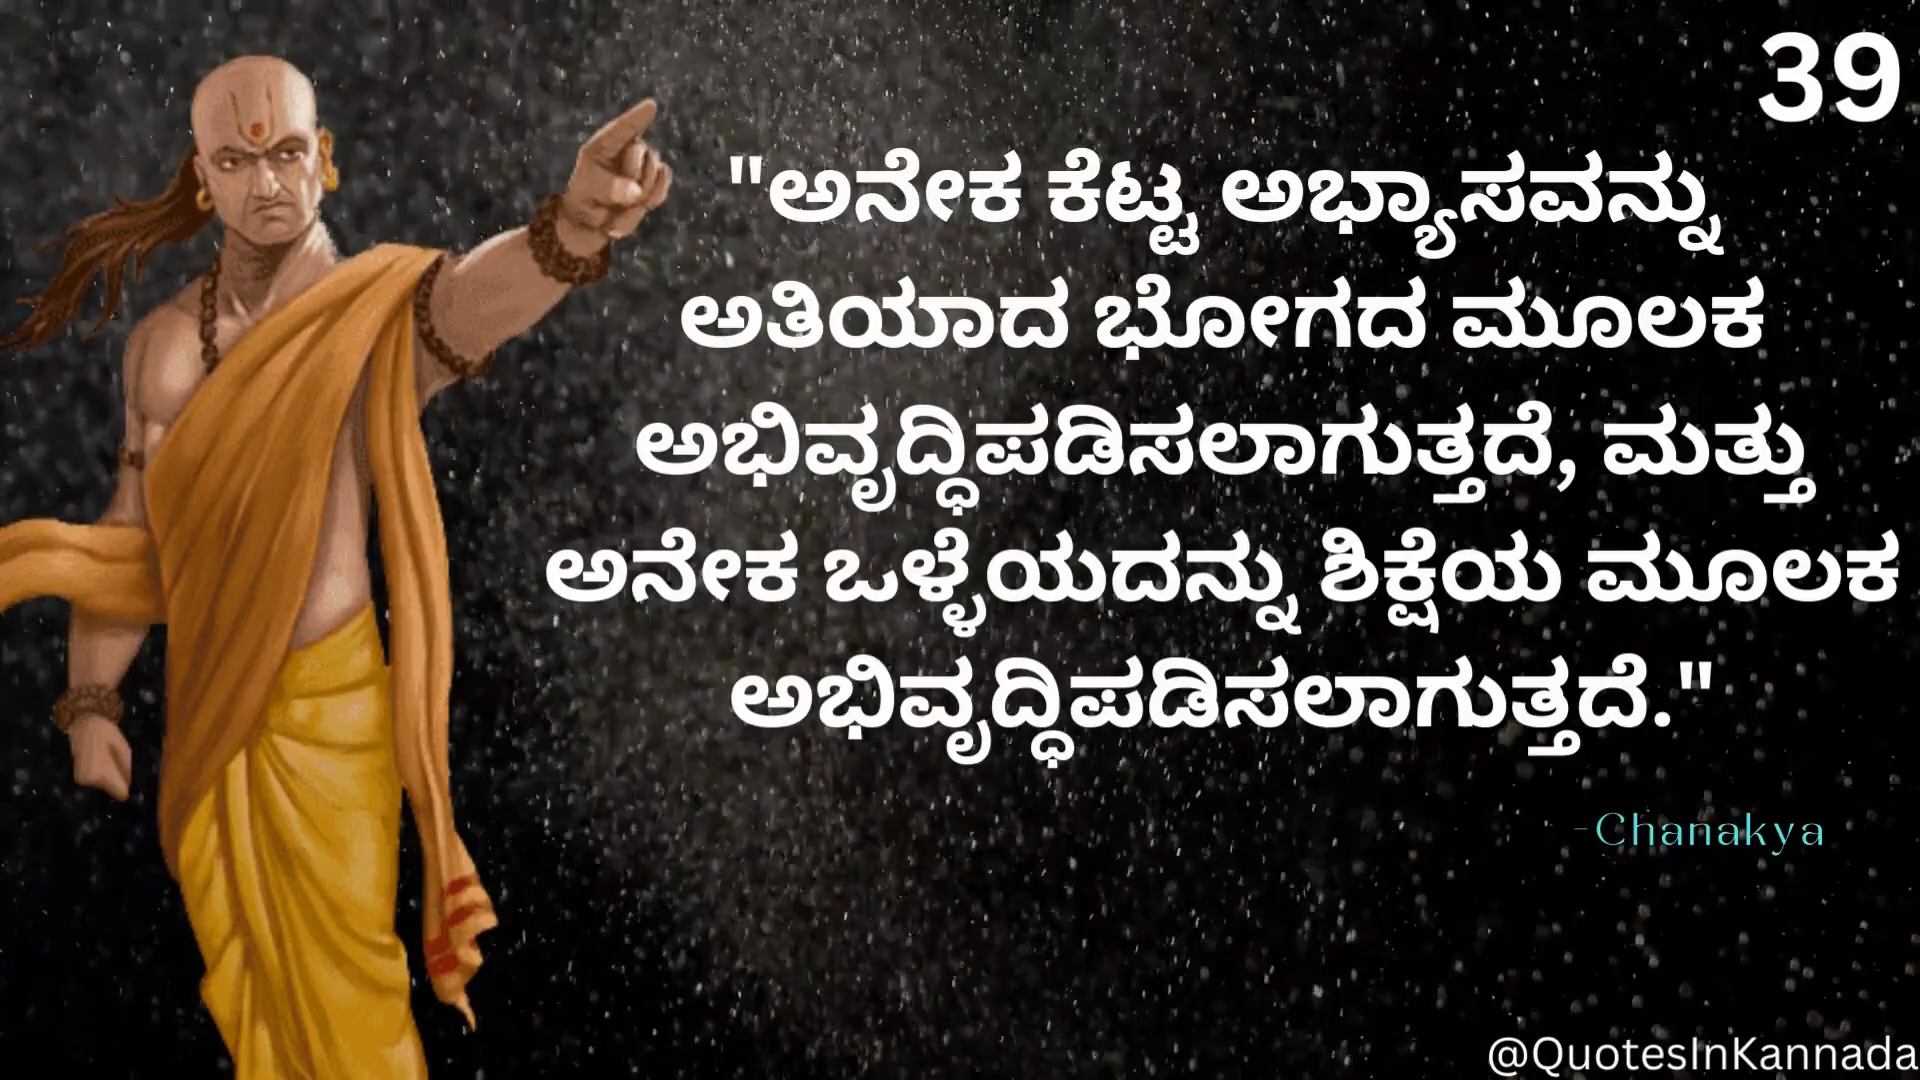 39
"ಅನೇಕ ಕೆಟ್ಟ ಅಭ್ಯಾಸವನ್ನು
ಅತಿಯಾದ ಭೋಗದ ಮೂಲಕ
ಅಭಿವೃದ್ಧಿಪಡಿಸಲಾಗುತ್ತದೆ, ಮತ್ತು
ಅನೇಕ ಒಳ್ಳೆಯದನ್ನು ಶಿಕ್ಷೆಯ ಮೂಲಕ
ಅಭಿವೃದ್ಧಿಪಡಿಸಲಾಗುತ್ತದೆ."
-Chanakya
@QuotesInKannada